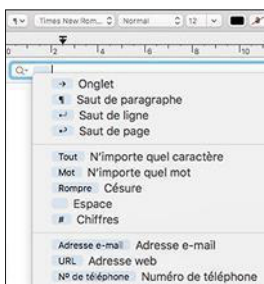 ¶ Times New Rom... Normal 12
0 2 4 6 8 10
→ Onglet
¶ Saut de paragraphe
↵ Saut de ligne
Saut de page
Tout N'importe quel caractère
Mot N'importe quel mot
Rompre Césure
Espace
# Chiffres
Adresse e-mail Adresse e-mail
URL Adresse web
Nº de téléphone Numéro de téléphone